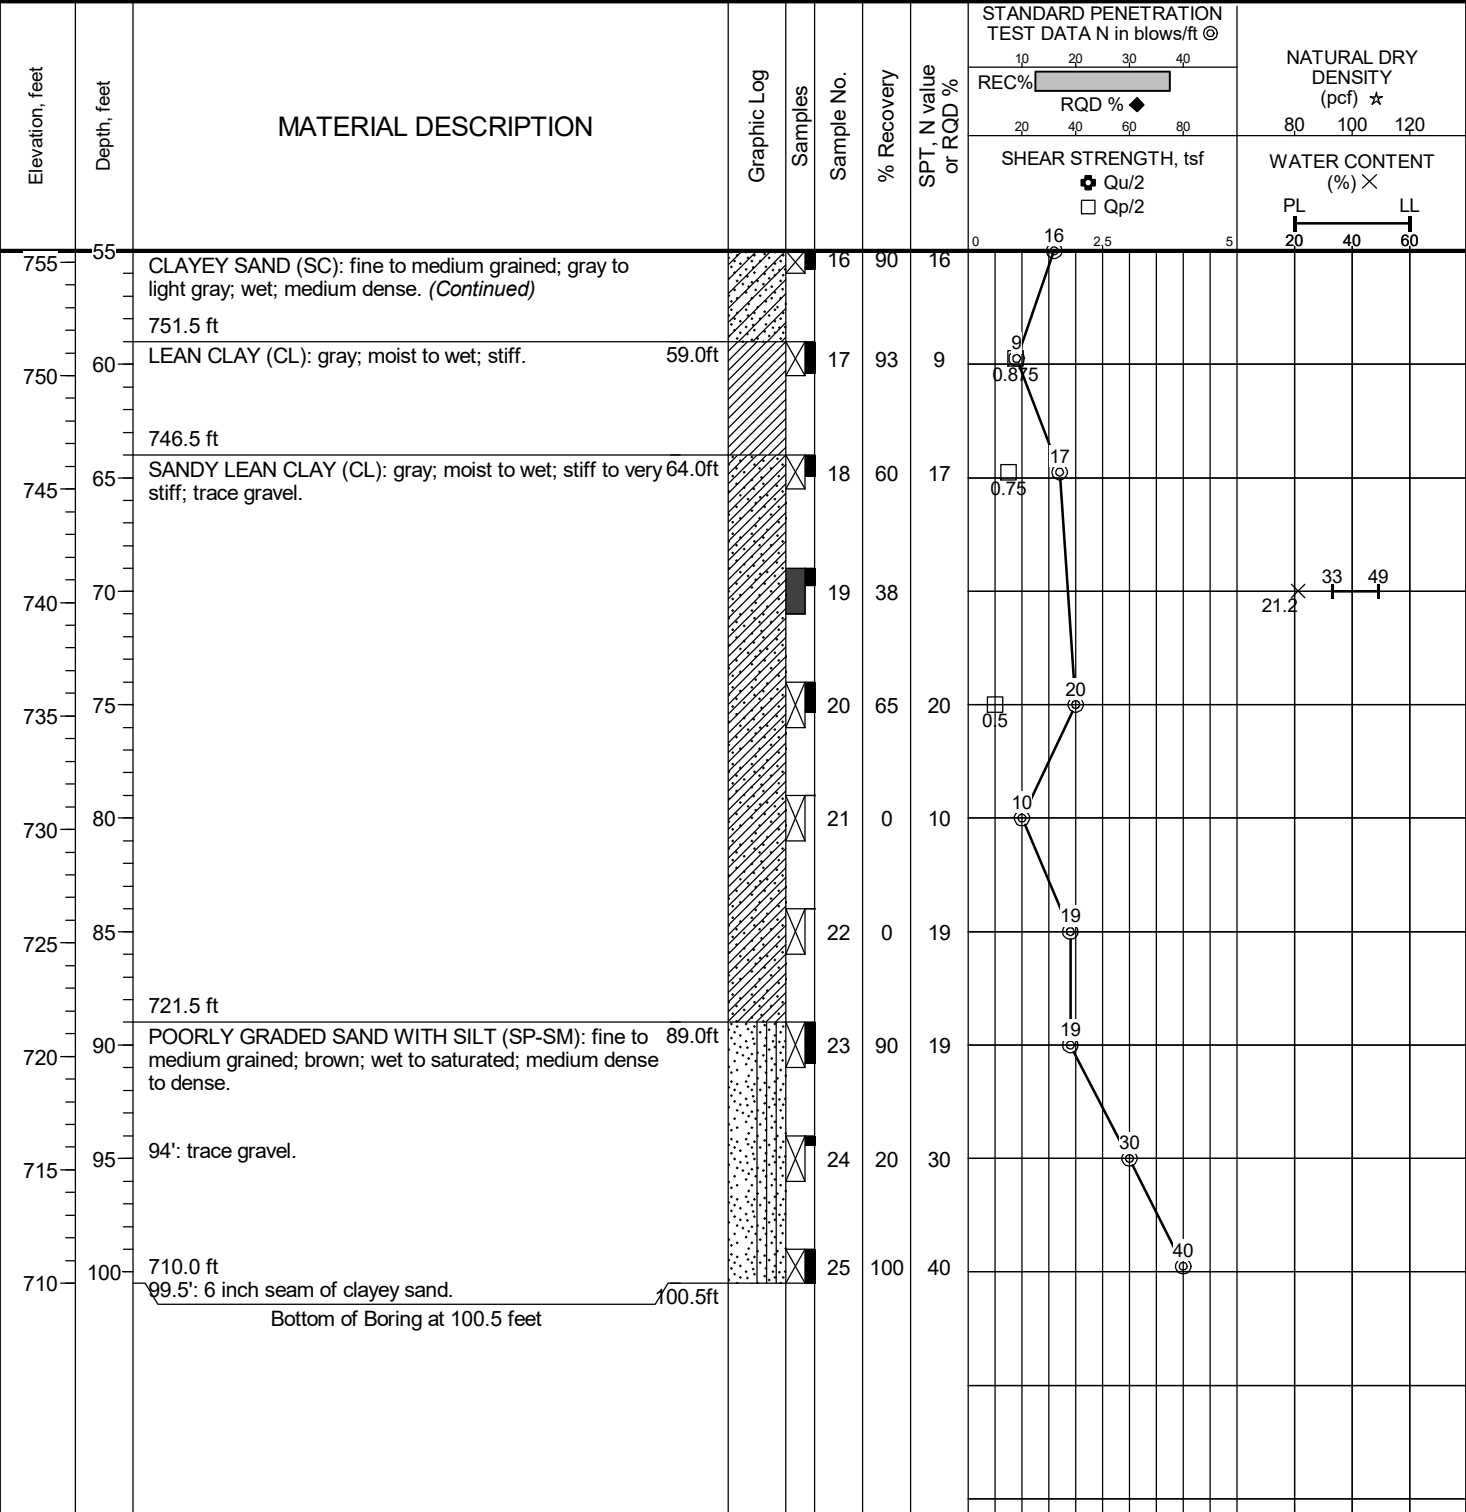 Elevation, feet
Depth, feet
MATERIAL DESCRIPTION
Graphic Log
Samples
Sample No.
% Recovery
SPT, N value
or RQD %
STANDARD PENETRATION
TEST DATA N in blows/ft
10 20 30 40
REC%
RQD %
20 40 60 80
SHEAR STRENGTH, tsf
Qu/2
Qp/2
0 2,5 5
NATURAL DRY
DENSITY
(pcf) ☆
80 100 120
WATER CONTENT
(%) ×
PL LL
20 40 60
755 55
CLAYEY SAND (SC): fine to medium grained; gray to
light gray; wet; medium dense. (Continued)
16 90 16
16
751.5 ft
LEAN CLAY (CL): gray; moist to wet; stiff. 59.0ft
750 60
17 93 9
9
0.875
746.5 ft
SANDY LEAN CLAY (CL): gray; moist to wet; stiff to very 64.0ft
stiff; trace gravel.
745 65
18 60 17
17
0.75
740 70
19 38
21.2
33 49
735 75
20 65 20
20
0.5
730 80
21 0 10
10
725 85
22 0 19
19
721.5 ft
POORLY GRADED SAND WITH SILT (SP-SM): fine to 89.0ft
medium grained; brown; wet to saturated; medium dense
to dense.
720 90
23 90 19
19
94': trace gravel.
715 95
24 20 30
30
710.0 ft
99.5': 6 inch seam of clayey sand.
710 100
25 100 40
40
100.5ft
Bottom of Boring at 100.5 feet